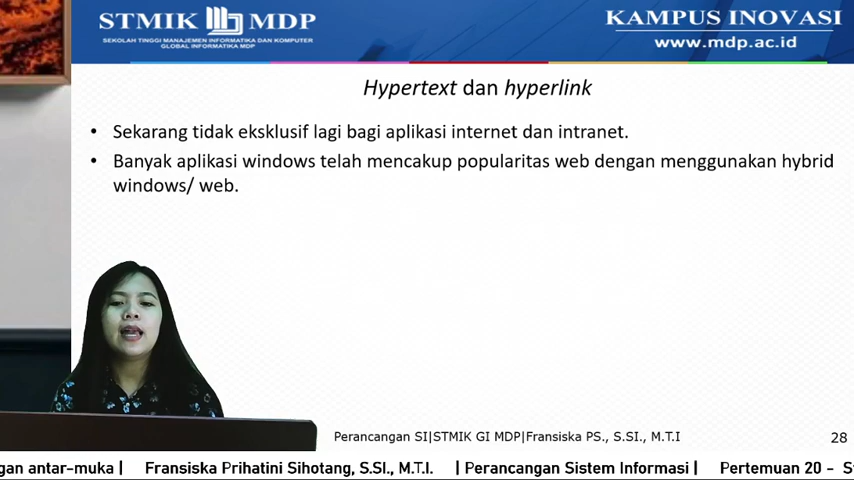 STMIK MDP
SEKOLAH TINGGI MANAJEMEN INFORMATIKA DAN KOMPUTER
GLOBAL INFORMATIKA MDP
KAMPUS INOVASI
www.mdp.ac.id
Hypertext dan hyperlink
• Sekarang tidak eksklusif lagi bagi aplikasi internet dan intranet.
• Banyak aplikasi windows telah mencakup popularitas web dengan menggunakan hybrid
windows/ web.
Perancangan SI|STMIK GI MDP|Fransiska PS., S.SI., M.T.I
28
gan antar-muka | Fransiska Prihatini Sihotang, S.SI., M.T.I. | Perancangan Sistem Informasi | Pertemuan 20 - S